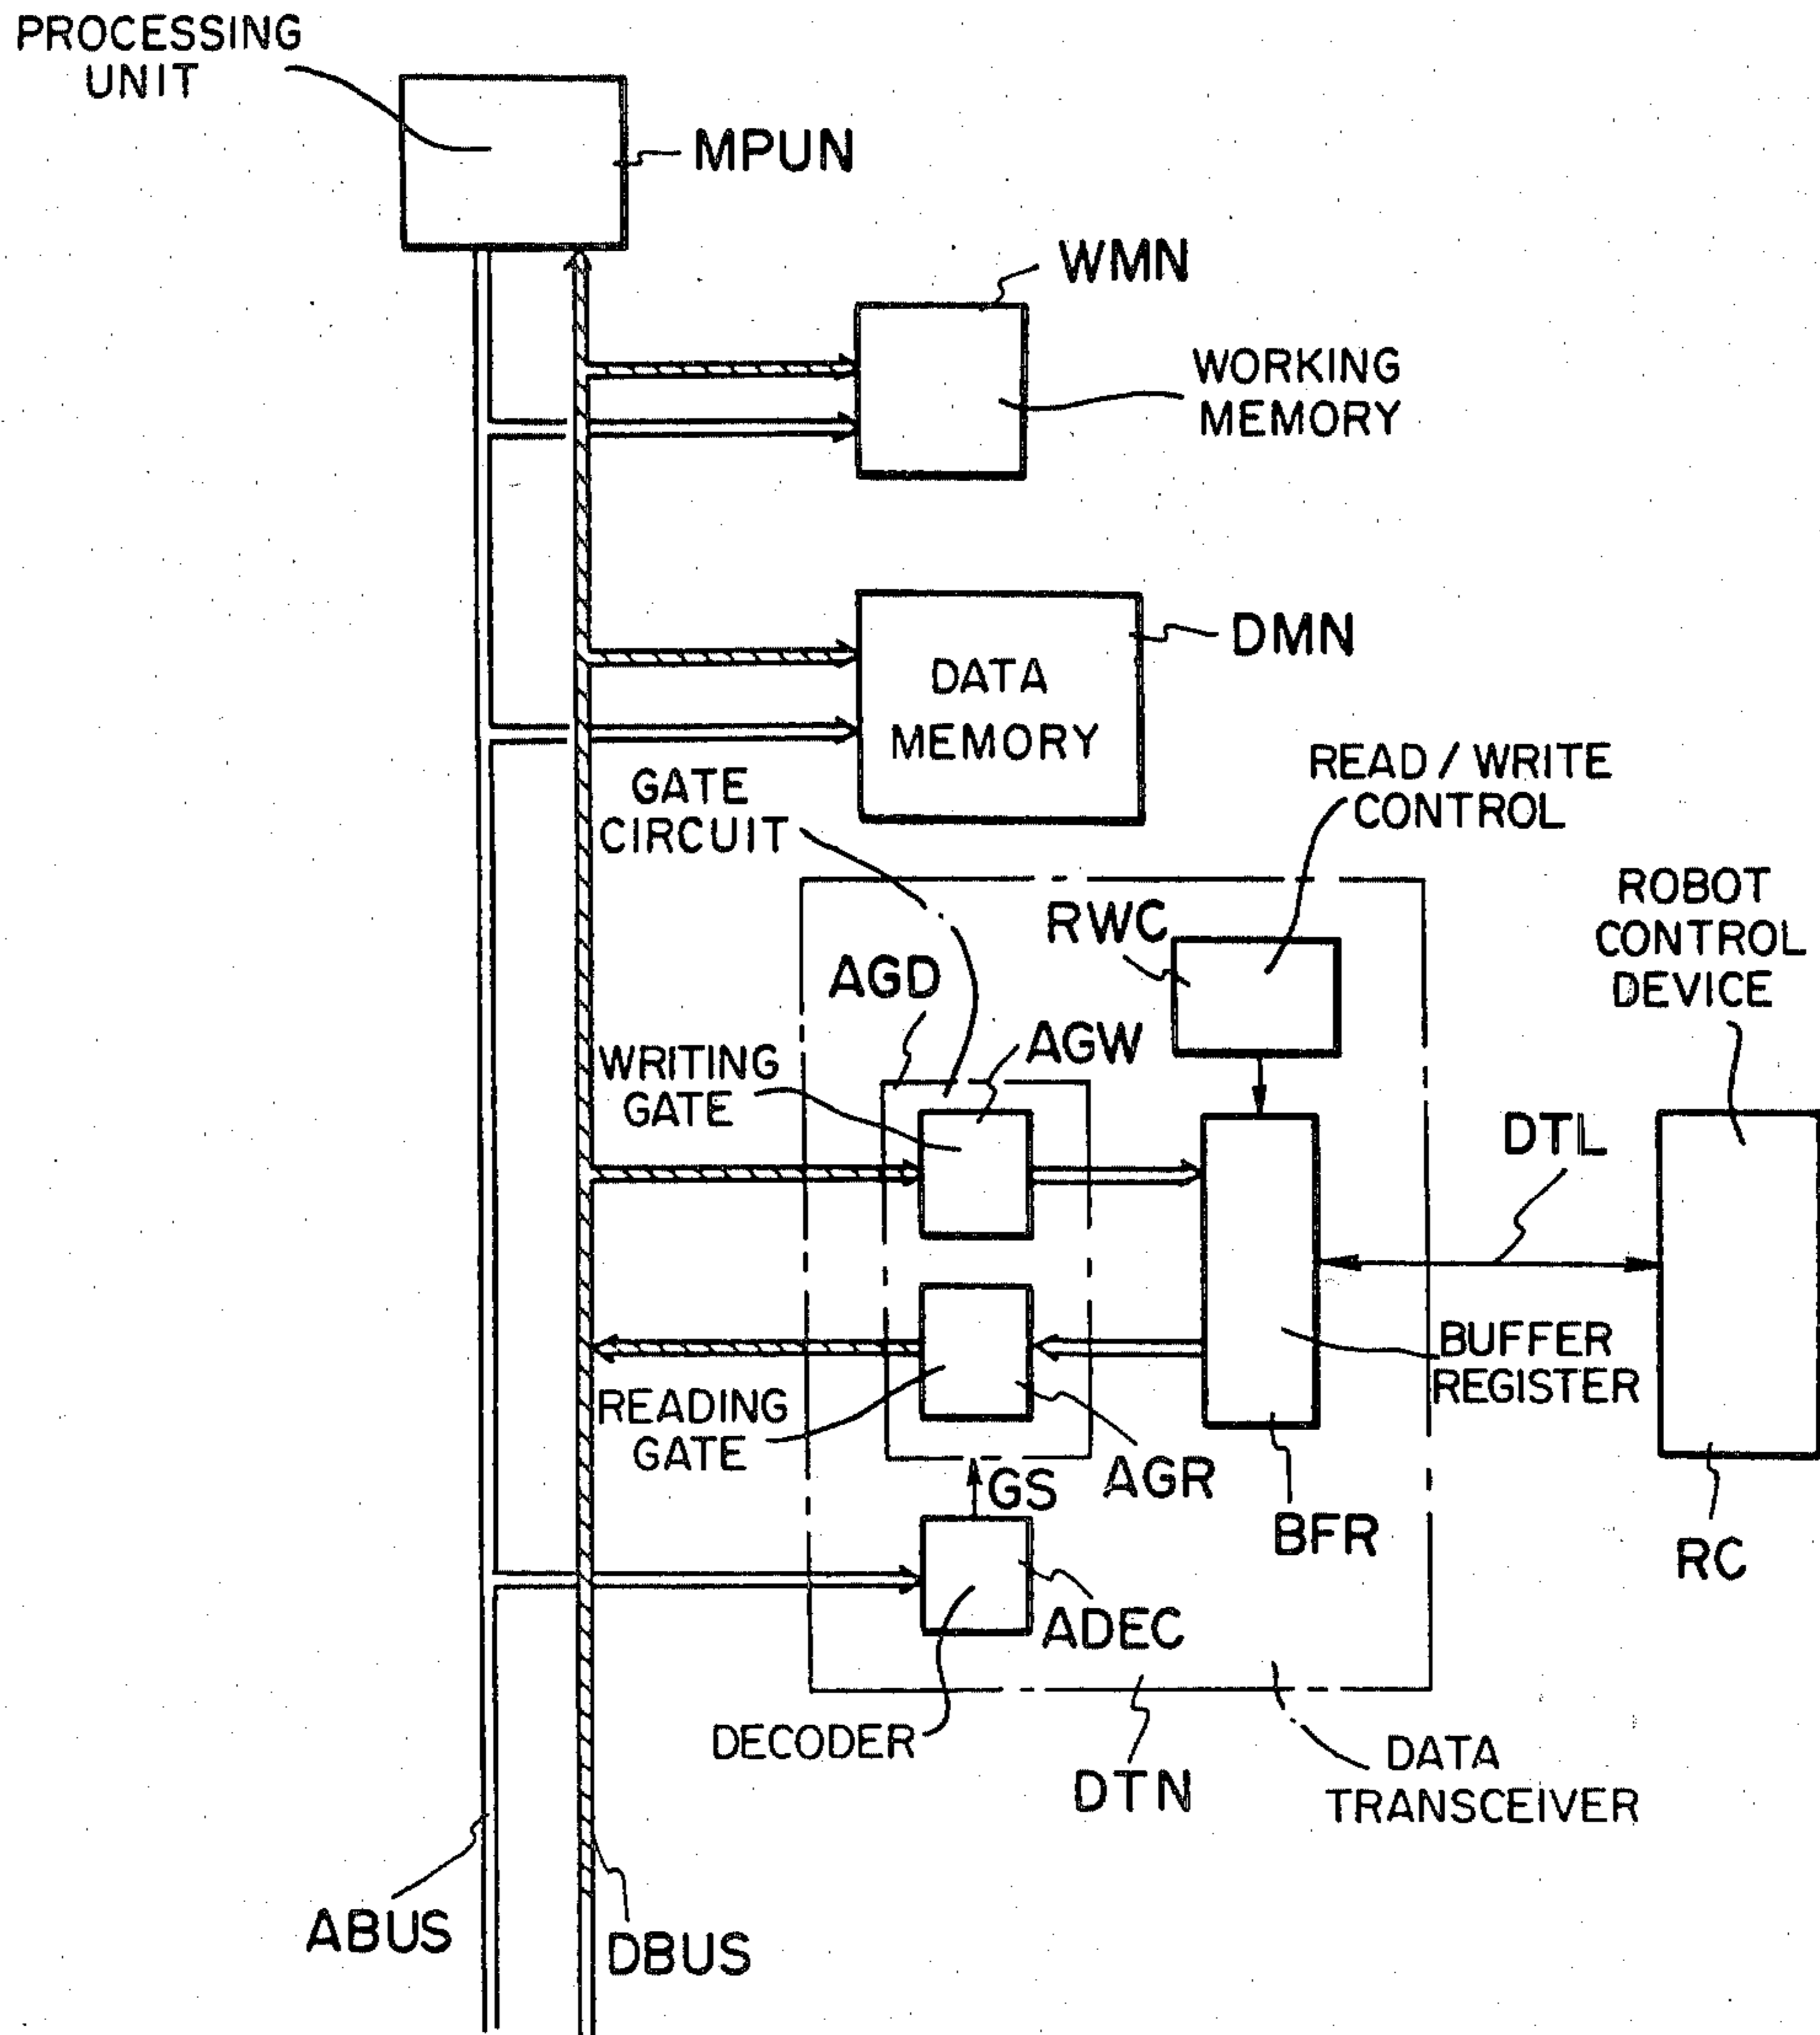 PROCESSING
UNIT
MPUN
WMN
WORKING
MEMORY
DMN
DATA
MEMORY
GATE
CIRCUIT
READ / WRITE
CONTROL
ROBOT
CONTROL
DEVICE
RWC
AGD
AGW
WRITING
GATE
DTL
BUFFER
REGISTER
READING
GATE
GS
AGR
BFR
RC
ADEC
DECODER
DTN
DATA
TRANSCEIVER
ABUS
DBUS